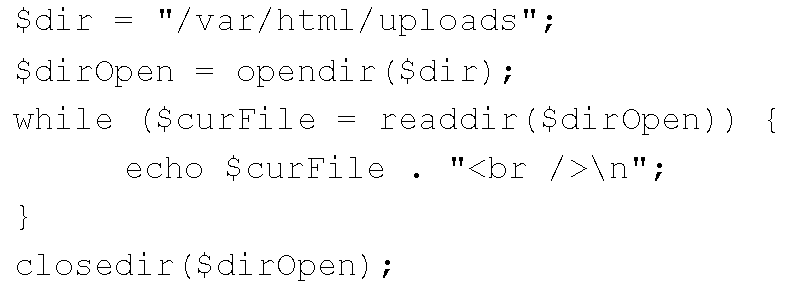 $dir = "/var/html/uploads";
$dirOpen = opendir($dir);
while ($curFile = readdir($dirOpen)) {
     echo $curFile . "<br />\n";
}
closedir($dirOpen);